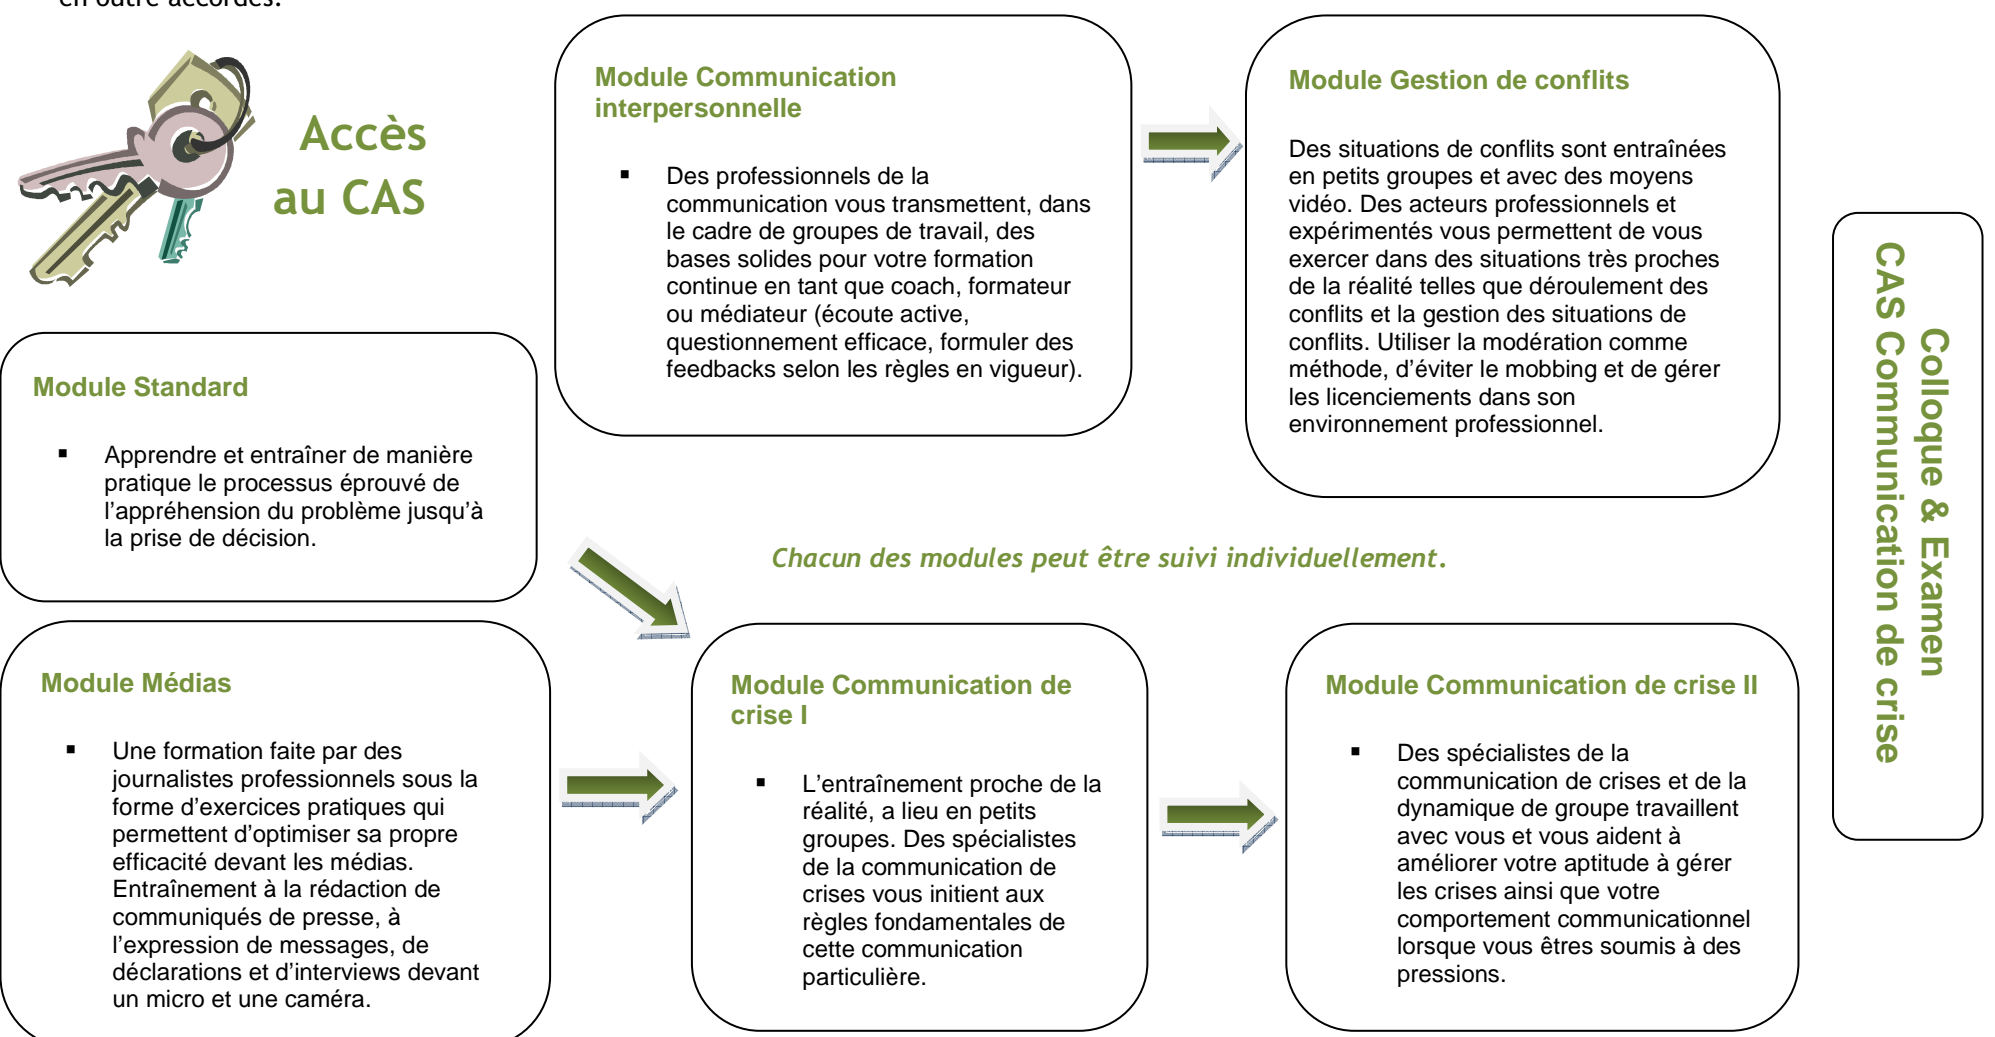 en outre accordés.
Accès
au CAS
Module Communication
interpersonnelle
▪ Des professionnels de la
communication vous transmettent, dans
le cadre de groupes de travail, des
bases solides pour votre formation
continue en tant que coach, formateur
ou médiateur (écoute active,
questionnement efficace, formuler des
feedbacks selon les règles en vigueur).
Module Gestion de conflits
Des situations de conflits sont entraînées
en petits groupes et avec des moyens
vidéo. Des acteurs professionnels et
expérimentés vous permettent de vous
exercer dans des situations très proches
de la réalité telles que déroulement des
conflits et la gestion des situations de
conflits. Utiliser la modération comme
méthode, d’éviter le mobbing et de gérer
les licenciements dans son
environnement professionnel.
Module Standard
▪ Apprendre et entraîner de manière
pratique le processus éprouvé de
l’appréhension du problème jusqu’à
la prise de décision.
Chacun des modules peut être suivi individuellement.
Module Médias
▪ Une formation faite par des
journalistes professionnels sous la
forme d’exercices pratiques qui
permettent d’optimiser sa propre
efficacité devant les médias.
Entraînement à la rédaction de
communiqués de presse, à
l’expression de messages, de
déclarations et d’interviews devant
un micro et une caméra.
Module Communication de
crise I
▪ L’entraînement proche de la
réalité, a lieu en petits
groupes. Des spécialistes
de la communication de
crises vous initient aux
règles fondamentales de
cette communication
particulière.
Module Communication de crise II
▪ Des spécialistes de la
communication de crises et de la
dynamique de groupe travaillent
avec vous et vous aident à
améliorer votre aptitude à gérer
les crises ainsi que votre
comportement communicationnel
lorsque vous êtres soumis à des
pressions.
Colloque & Examen
CAS Communication de crise